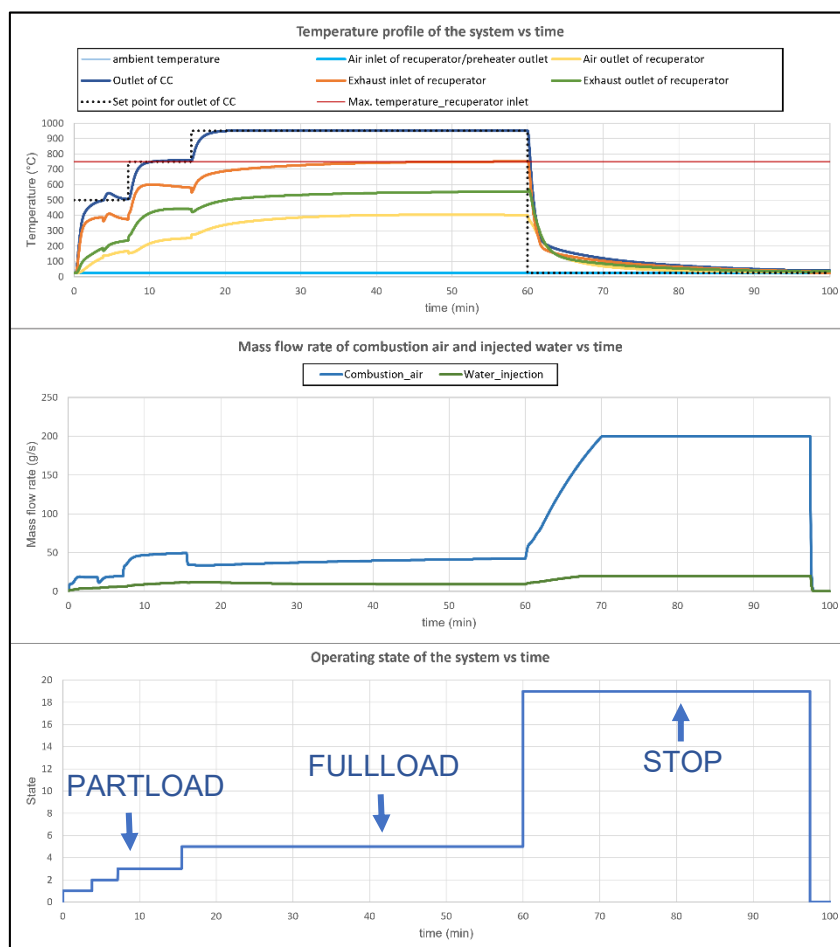 Temperature profile of the system vs time
ambient temperature
Air inlet of recuperator/preheater outlet
Air outlet of recuperator
Outlet of CC
Exhaust inlet of recuperator
Exhaust outlet of recuperator
Set point for outlet of CC
Max. temperature_recuperator inlet
1000
900
800
700
600
500
400
300
200
100
0
Temperature (°C)
0 10 20 30 40 50 60 70 80 90 100
time (min)
Mass flow rate of combustion air and injected water vs time
Combustion_air
Water_injection
250
200
150
100
50
0
Mass flow rate (g/s)
0 10 20 30 40 50 60 70 80 90 100
time (min)
Operating state of the system vs time
20
18
16
14
12
10
8
6
4
2
0
State
PARTLOAD
FULLLOAD
STOP
0 10 20 30 40 50 60 70 80 90 100
time (min)